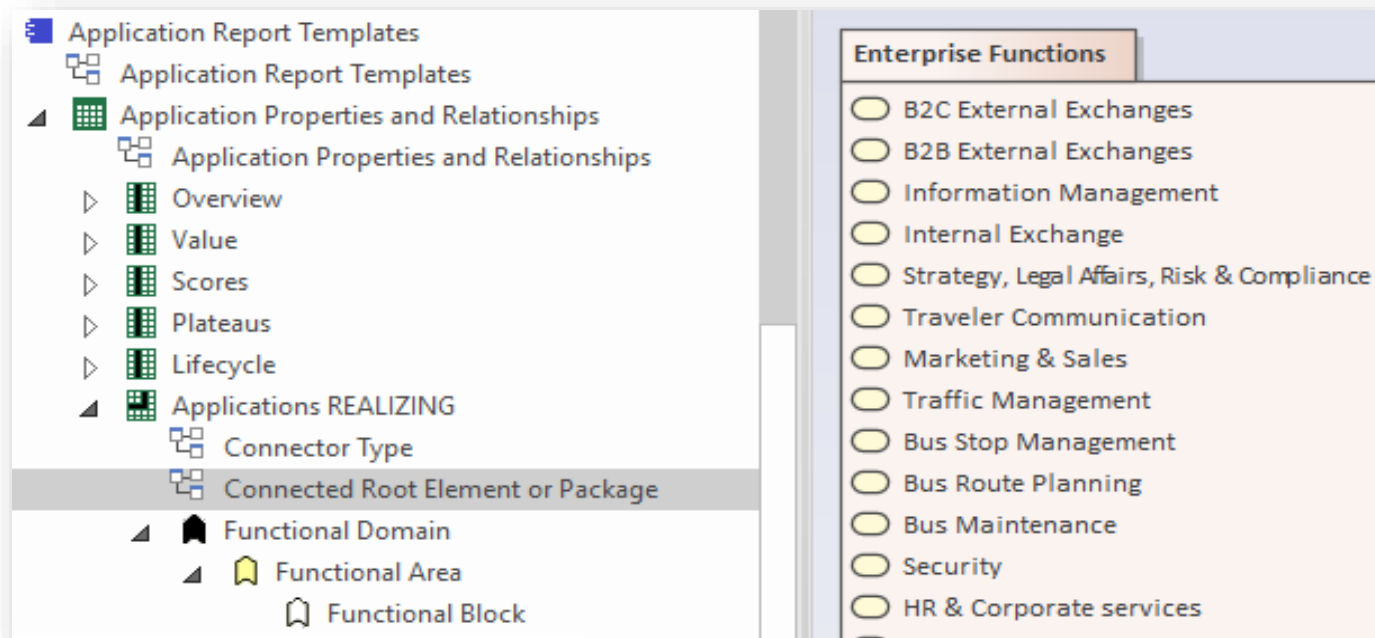 Application Report Templates
Application Report Templates
Application Properties and Relationships
Application Properties and Relationships
Overview
Value
Scores
Plateaus
Lifecycle
Applications REALIZING
Connector Type
Connected Root Element or Package
Functional Domain
Functional Area
Functional Block
Enterprise Functions
B2C External Exchanges
B2B External Exchanges
Information Management
Internal Exchange
Strategy, Legal Affairs, Risk & Compliance
Traveler Communication
Marketing & Sales
Traffic Management
Bus Stop Management
Bus Route Planning
Bus Maintenance
Security
HR & Corporate services